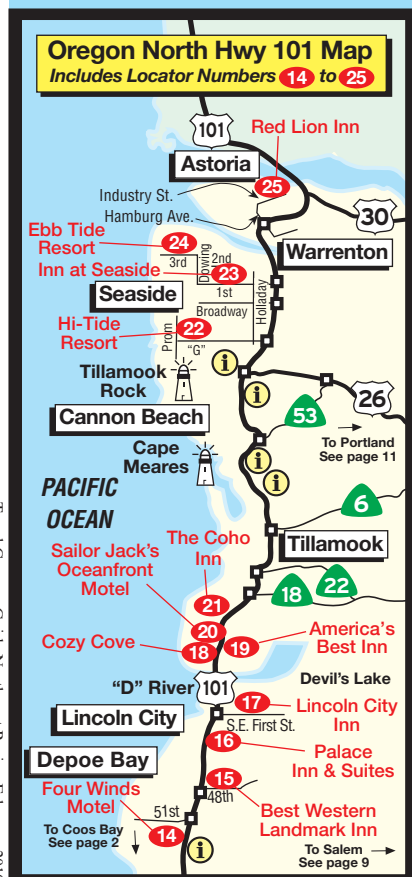 Oregon North Hwy 101 Map
Includes Locator Numbers 14 to 25
101
Red Lion Inn
Astoria
25
Industry St.
Hamburg Ave.
30
Ebb Tide
Resort
24
Warrenton
3rd
Dowing
2nd
Inn at Seaside
23
1st
Seaside
Broadway
Holladay
Hi-Tide
Resort
22
Prom
"G"
i
Tillamook
Rock
i
26
53
Cannon Beach
To Portland
See page 11
Cape
Meares
i
i
PACIFIC
OCEAN
6
The Coho
Inn
Tillamook
Sailor Jack's
Oceanfront
Motel
21
18
22
20
America's
Best Inn
19
Cozy Cove
18
"D" River
101
Devil's Lake
17
Lincoln City
Inn
Lincoln City
S.E. First St.
16
Palace
Inn & Suites
Depoe Bay
15
48th
Four Winds
Motel
Best Western
Landmark Inn
51st
14
To Coos Bay
See page 2
i
To Salem
See page 9